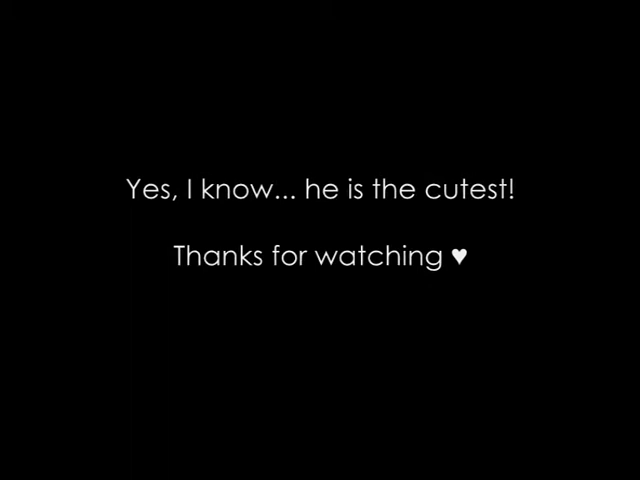 Yes, I know... he is the cutest!
Thanks for watching ♥